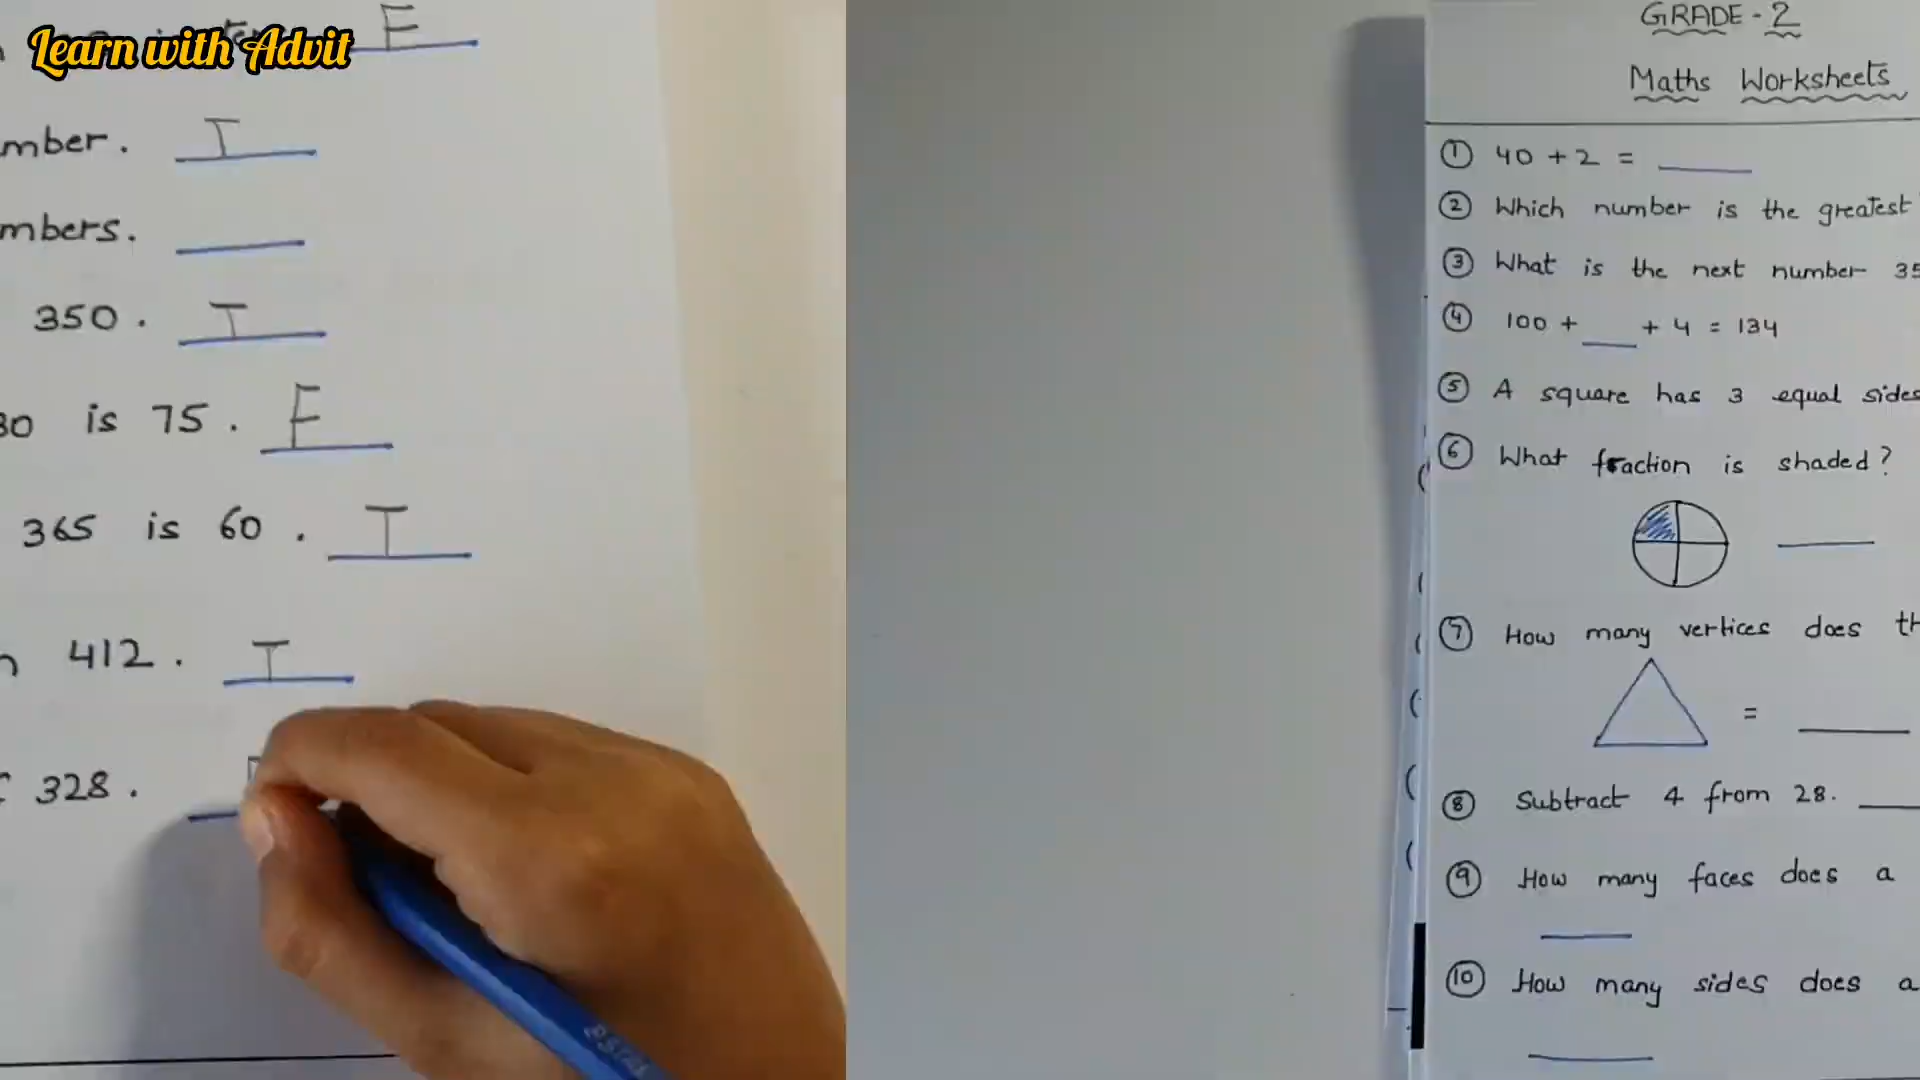 Learn with Advit
F
mber. T
mbers.
350. T
30 is 75. F
365 is 60. T
412. T
328.
GRADE - 2
Maths Worksheets
1 40 + 2 =
2 Which number is the greatest
3 What is the next number 35
4 100 + + 4 = 134
5 A square has 3 equal sides
6 What fraction is shaded?
7 How many vertices does th
=
8 Subtract 4 from 28.
9 How many faces does a
10 How many sides does a